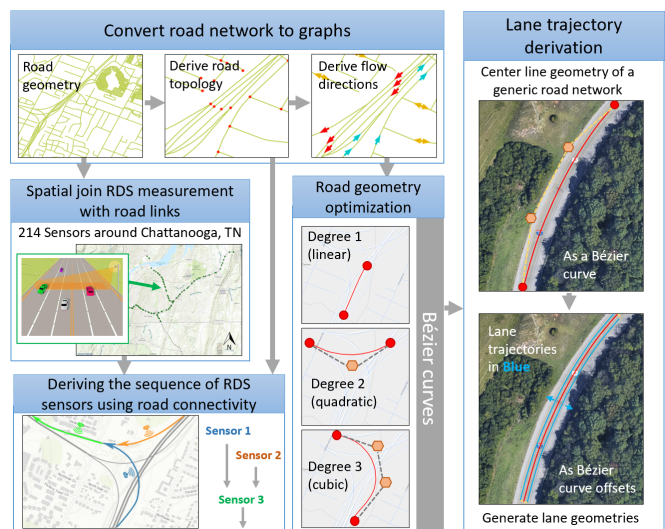 Convert road network to graphs
Road
geometry
Derive road
topology
Derive flow
directions
Spatial join RDS measurement
with road links
214 Sensors around Chattanooga, TN
N
Deriving the sequence of RDS
sensors using road connectivity
Sensor 1
Sensor 2
Sensor 3
Road geometry
optimization
Degree 1
(linear)
Degree 2
(quadratic)
Degree 3
(cubic)
Bézier curves
Lane trajectory
derivation
Center line geometry of a
generic road network
As a Bézier
curve
Lane
trajectories
in Blue
As Bézier
curve offsets
Generate lane geometries